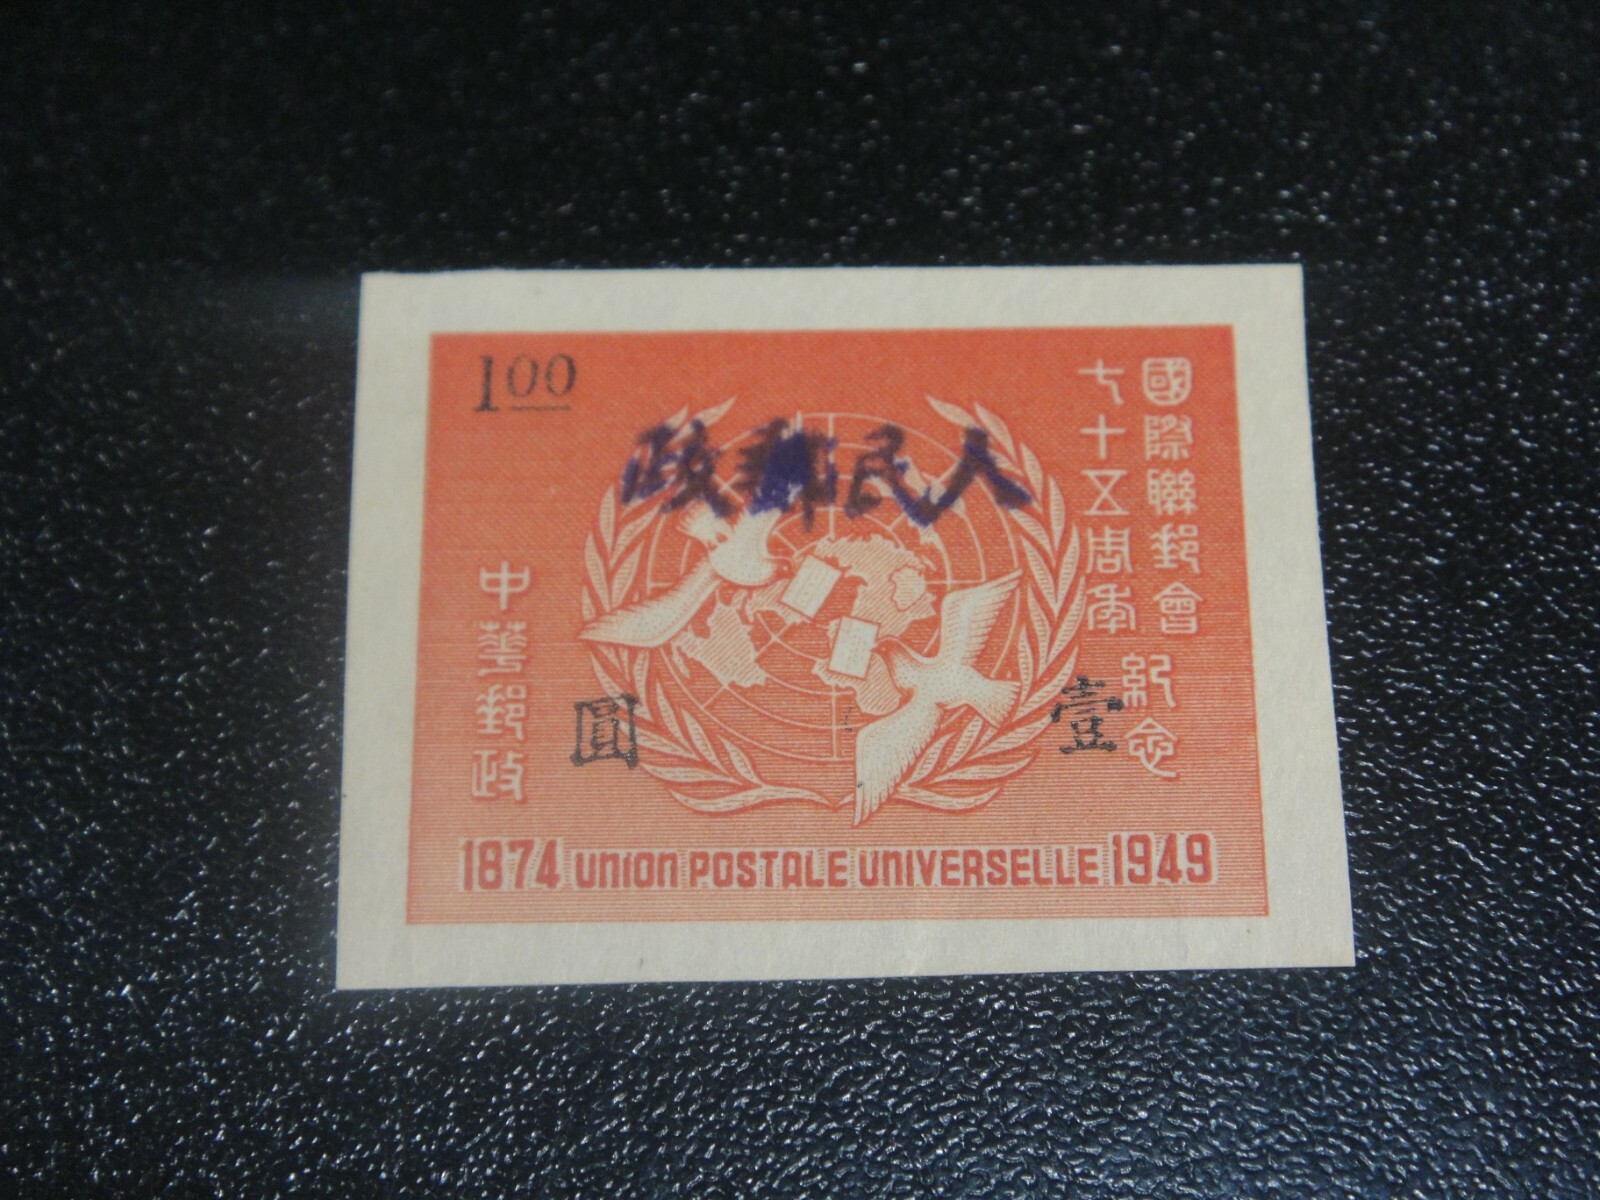 1.00
政郵民人
國際聯郵會
七十五周年
紀念
中華郵政
圓 壹
1874 UNION POSTALE UNIVERSELLE 1949